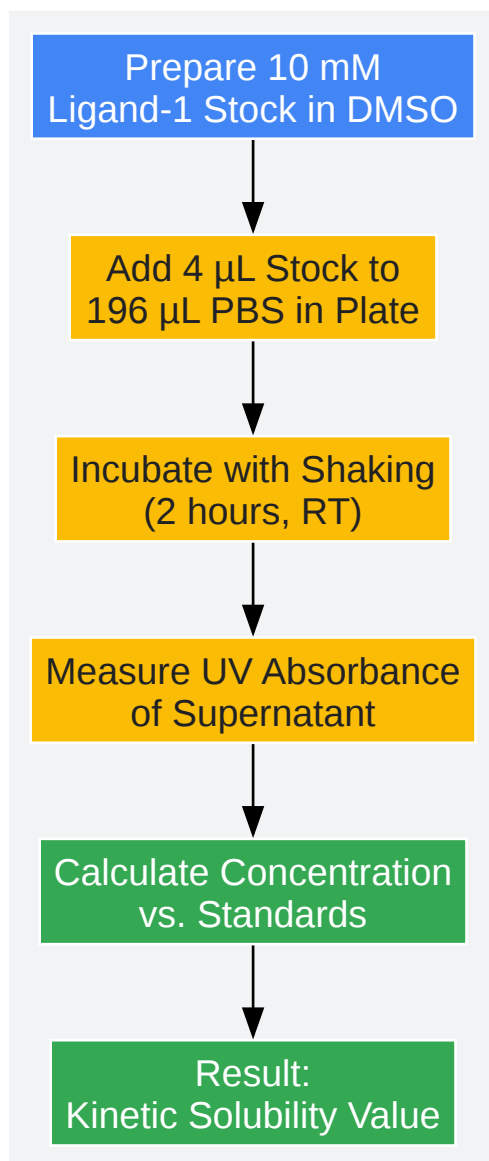 Prepare 10 mM
Ligand-1 Stock in DMSO
Add 4 µL Stock to
196 µL PBS in Plate
Incubate with Shaking
(2 hours, RT)
Measure UV Absorbance
of Supernatant
Calculate Concentration
vs. Standards
Result:
Kinetic Solubility Value